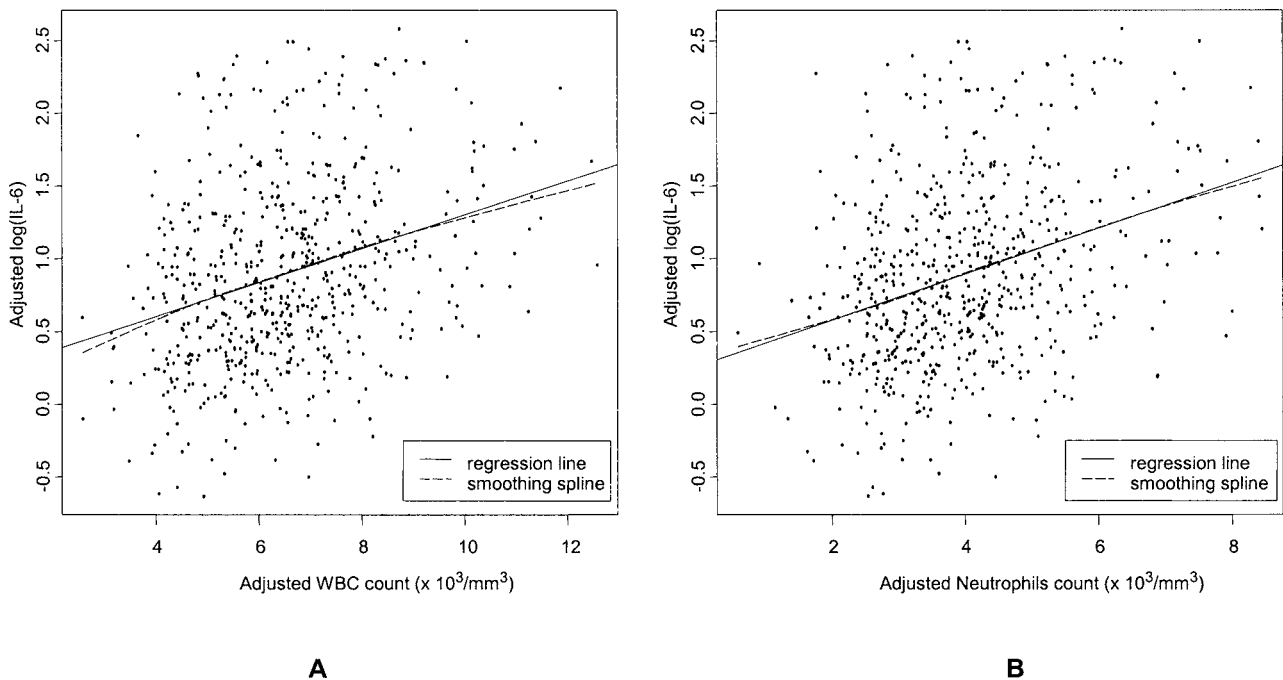 Adjusted log(IL-6)
2.5
2.0
1.5
1.0
0.5
0.0
-0.5
regression line
smoothing spline
4 6 8 10 12
Adjusted WBC count (x 10³/mm³)
A
Adjusted log(IL-6)
2.5
2.0
1.5
1.0
0.5
0.0
-0.5
regression line
smoothing spline
2 4 6 8
Adjusted Neutrophils count (x 10³/mm³)
B